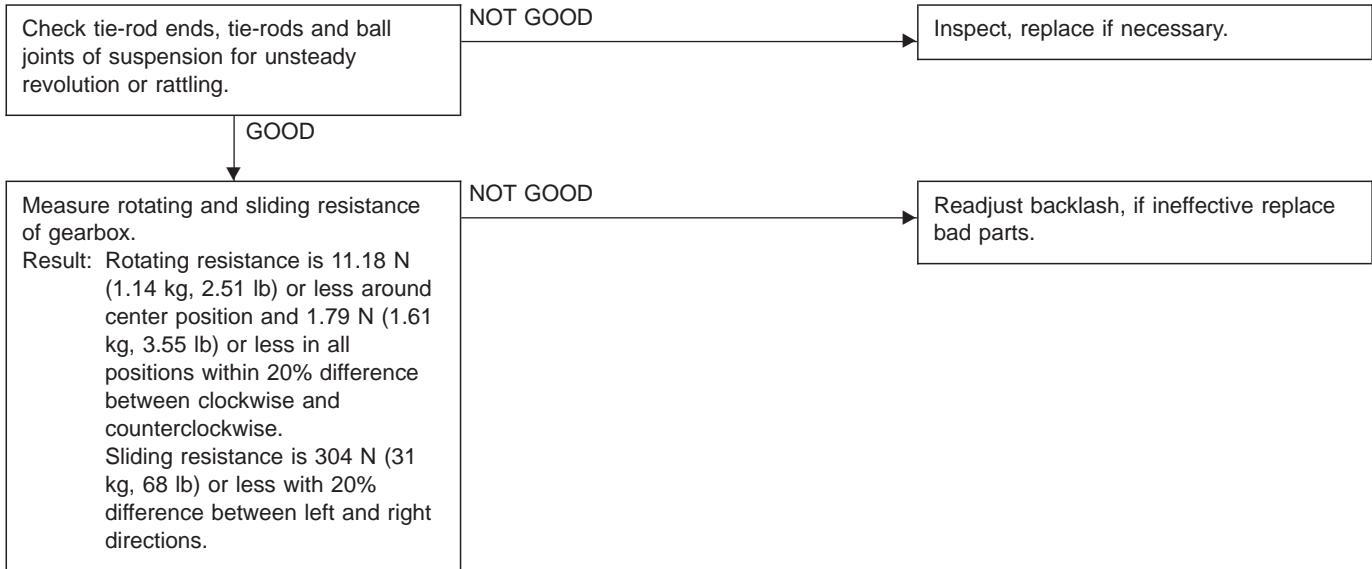 Check tie-rod ends, tie-rods and ball
joints of suspension for unsteady
revolution or rattling.
NOT GOOD
Inspect, replace if necessary.
GOOD
Measure rotating and sliding resistance
of gearbox.
Result: Rotating resistance is 11.18 N
(1.14 kg, 2.51 lb) or less around
center position and 1.79 N (1.61
kg, 3.55 lb) or less in all
positions within 20% difference
between clockwise and
counterclockwise.
Sliding resistance is 304 N (31
kg, 68 lb) or less with 20%
difference between left and right
directions.
NOT GOOD
Readjust backlash, if ineffective replace
bad parts.